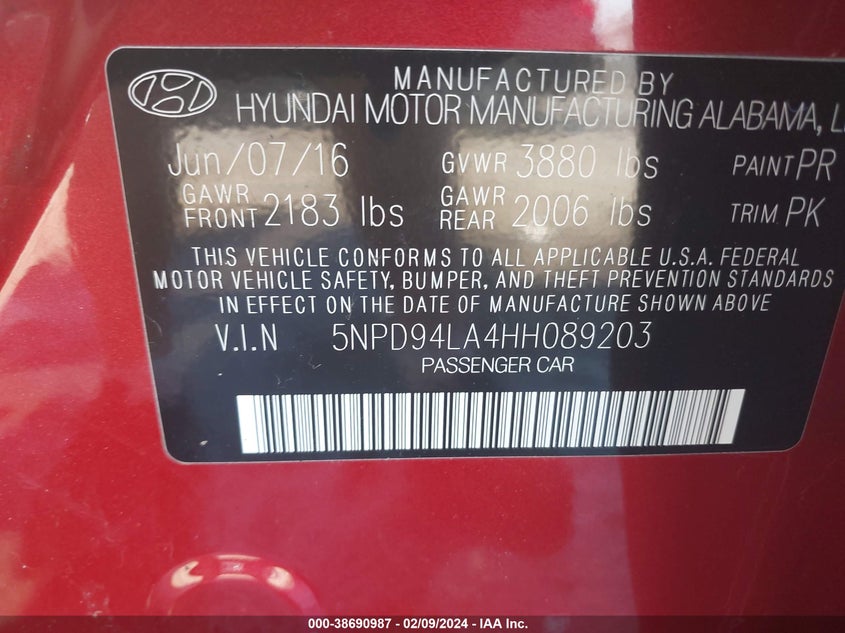 MANUFACTURED BY
HYUNDAI MOTOR MANUFACTURING ALABAMA,
Jun/07/16 GVWR 3880 lbs PAINT PR
GAWR FRONT 2183 lbs GAWR REAR 2006 lbs TRIM PK
THIS VEHICLE CONFORMS TO ALL APPLICABLE U.S.A. FEDERAL
MOTOR VEHICLE SAFETY, BUMPER, AND THEFT PREVENTION STANDARDS
IN EFFECT ON THE DATE OF MANUFACTURE SHOWN ABOVE
V.I.N 5NPD94LA4HH089203
PASSENGER CAR
000-38690987 - 02/09/2024 - IAA Inc.